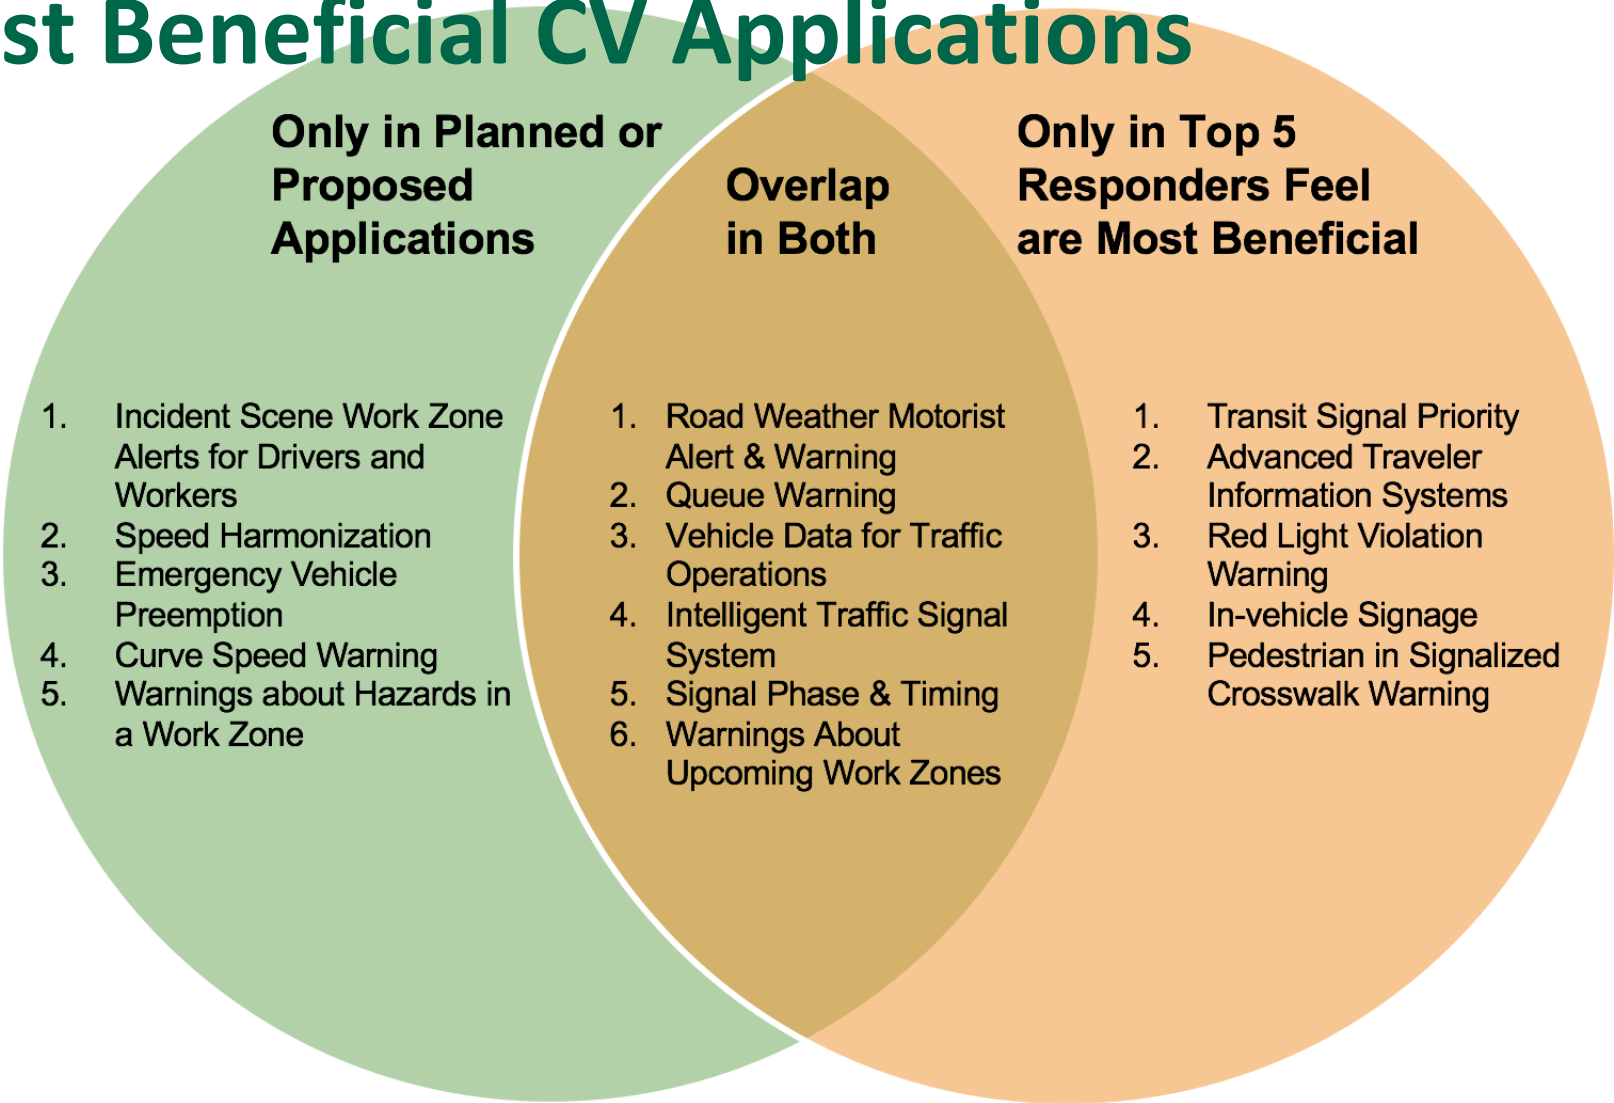 st Beneficial CV Applications
Only in Planned or
Proposed
Applications
1. Incident Scene Work Zone
Alerts for Drivers and
Workers
2. Speed Harmonization
3. Emergency Vehicle
Preemption
4. Curve Speed Warning
5. Warnings about Hazards in
a Work Zone
Overlap
in Both
1. Road Weather Motorist
Alert & Warning
2. Queue Warning
3. Vehicle Data for Traffic
Operations
4. Intelligent Traffic Signal
System
5. Signal Phase & Timing
6. Warnings About
Upcoming Work Zones
Only in Top 5
Responders Feel
are Most Beneficial
1. Transit Signal Priority
2. Advanced Traveler
Information Systems
3. Red Light Violation
Warning
4. In-vehicle Signage
5. Pedestrian in Signalized
Crosswalk Warning